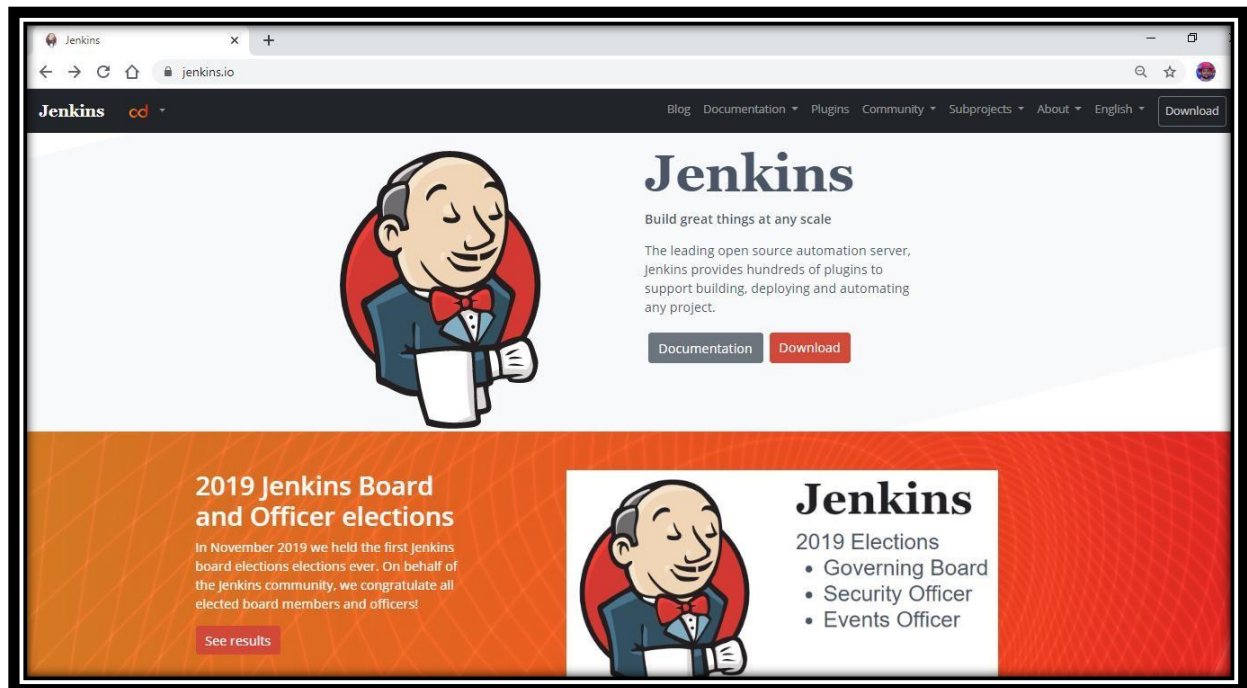 Jenkins
jenkins.io
Jenkins cd Blog Documentation Plugins Community Subprojects About English Download
Jenkins
Build great things at any scale
The leading open source automation server,
Jenkins provides hundreds of plugins to
support building, deploying and automating
any project.
Documentation Download
2019 Jenkins Board
and Officer elections
In November 2019 we held the first Jenkins
board elections elections ever. On behalf of
the Jenkins community, we congratulate all
elected board members and officers!
See results
Jenkins
2019 Elections
• Governing Board
• Security Officer
• Events Officer